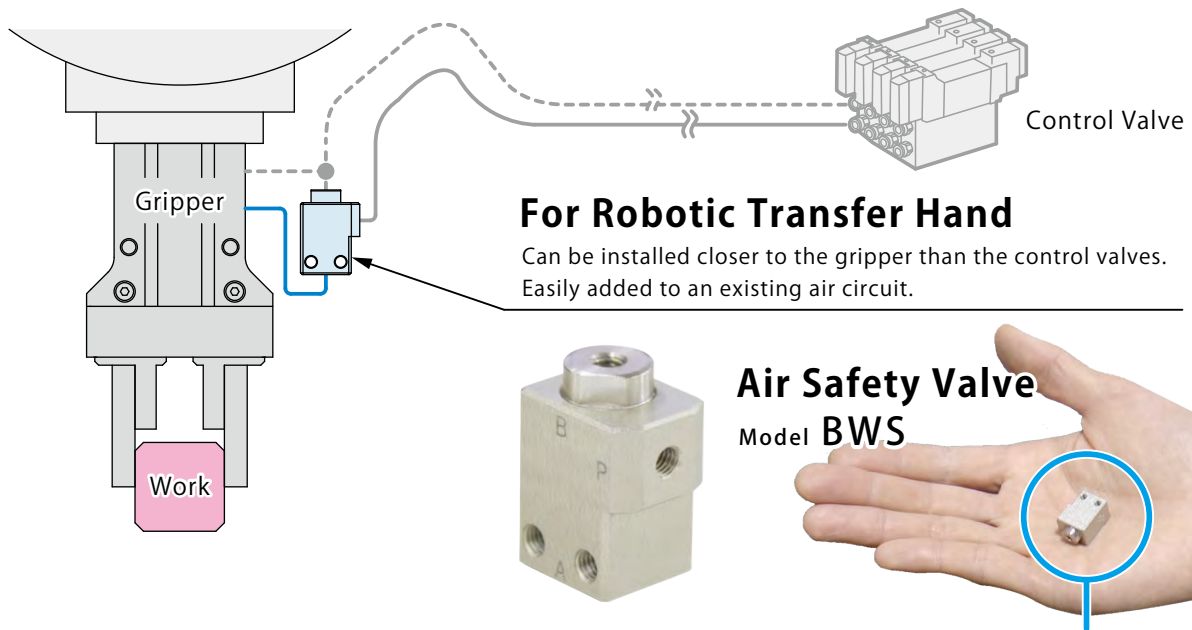 Control Valve
Gripper
For Robotic Transfer Hand
Can be installed closer to the gripper than the control valves.
Easily added to an existing air circuit.
Air Safety Valve
Model BWS
B
P
A
Work